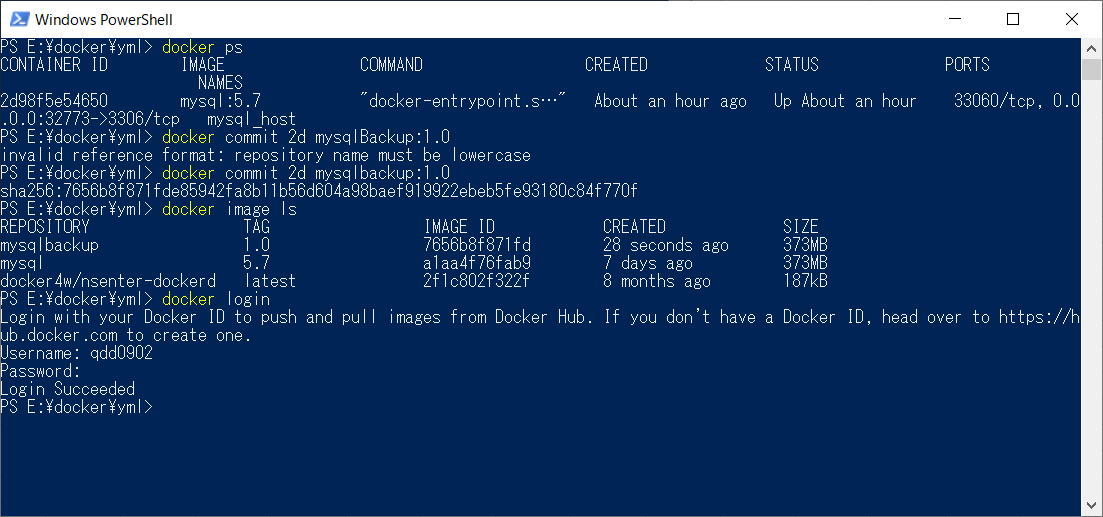 Windows PowerShell
PS E:\docker\yml> docker ps
CONTAINER ID        IMAGE               COMMAND                  CREATED             STATUS              PORTS
                      NAMES
2d98f5e54650        mysql:5.7           "docker-entrypoint.s…"   About an hour ago   Up About an hour    33060/tcp, 0.0
.0.0:32773->3306/tcp   mysql_host
PS E:\docker\yml> docker commit 2d mysqlBackup:1.0
invalid reference format: repository name must be lowercase
PS E:\docker\yml> docker commit 2d mysqlbackup:1.0
sha256:7656b8f871fde85942fa8b11b56d604a98baef919922ebeb5fe93180c84f770f
PS E:\docker\yml> docker image ls
REPOSITORY                 TAG                 IMAGE ID            CREATED             SIZE
mysqlbackup                1.0                 7656b8f871fd        28 seconds ago      373MB
mysql                      5.7                 a1aa4f76fab9        7 days ago          373MB
docker4w/nsenter-dockerd   latest              2f1c802f322f        8 months ago        187kB
PS E:\docker\yml> docker login
Login with your Docker ID to push and pull images from Docker Hub. If you don't have a Docker ID, head over to https://h
ub.docker.com to create one.
Username: qdd0902
Password:
Login Succeeded
PS E:\docker\yml>